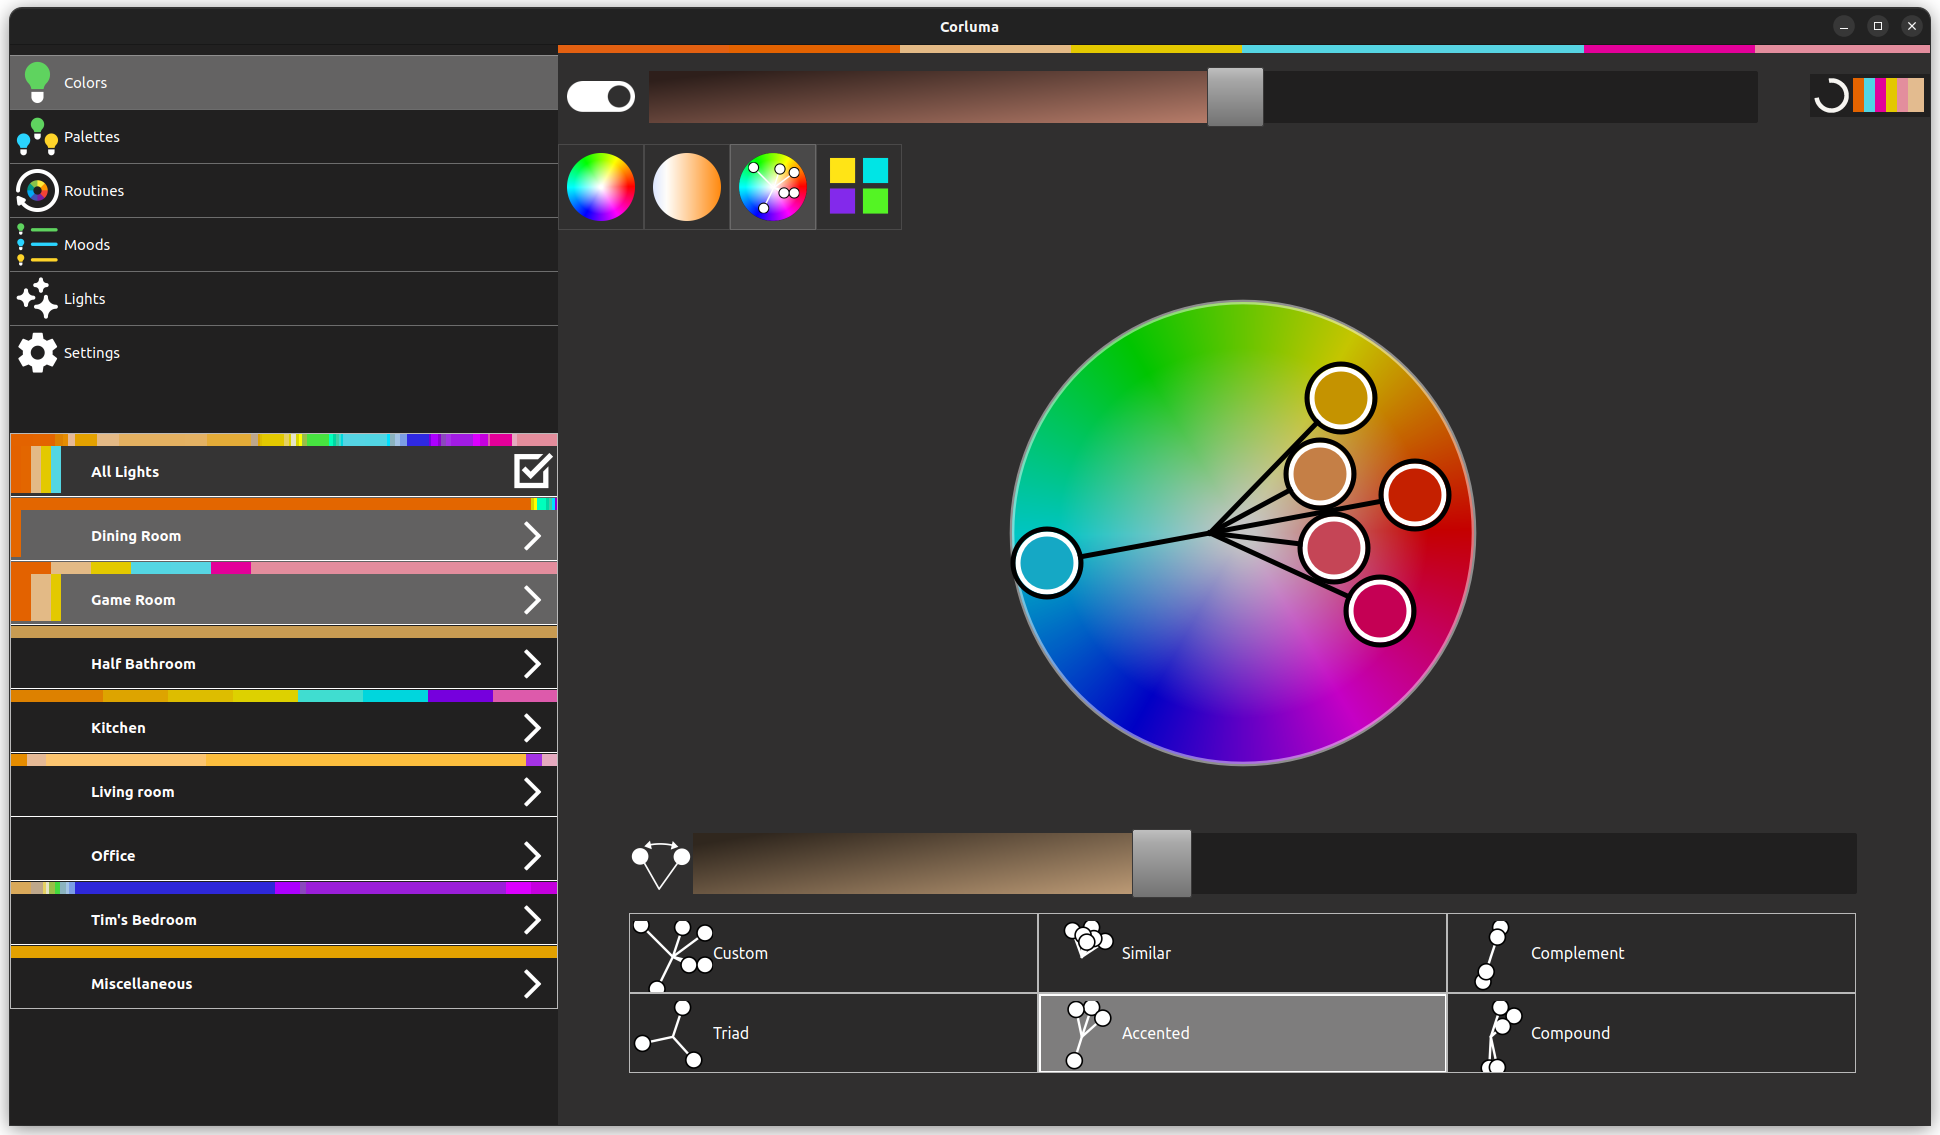 Corluma
Colors
Palettes
Routines
Moods
Lights
Settings
All Lights
Dining Room
Game Room
Half Bathroom
Kitchen
Living room
Office
Tim's Bedroom
Miscellaneous
Custom
Similar
Complement
Triad
Accented
Compound